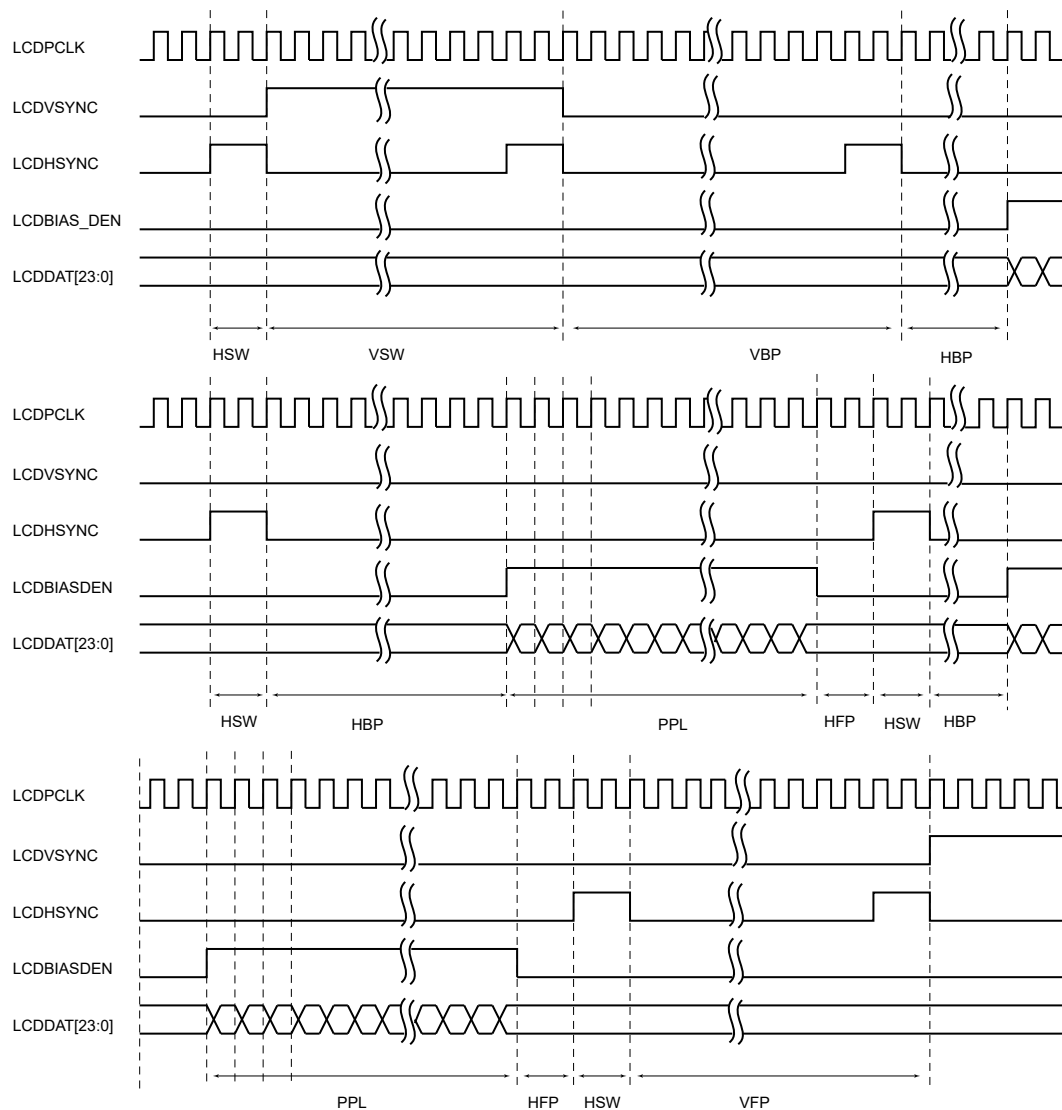 LCDPCLK
LCDVSYNC
LCDHSYNC
LCDBIAS_DEN
LCDDAT[23:0]
HSW VSW VBP HBP
LCDPCLK
LCDVSYNC
LCDHSYNC
LCDBIASDEN
LCDDAT[23:0]
HSW HBP PPL HFP HSW HBP
LCDPCLK
LCDVSYNC
LCDHSYNC
LCDBIASDEN
LCDDAT[23:0]
PPL HFP HSW VFP